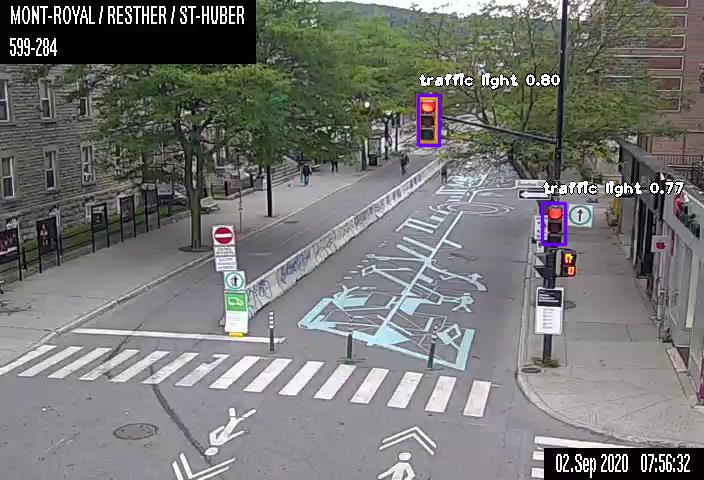 MONT-ROYAL / RESTHER / ST-HUBER
599-284
traffic light 0.80
traffic light 0.77
02.Sep 2020 07:56:32